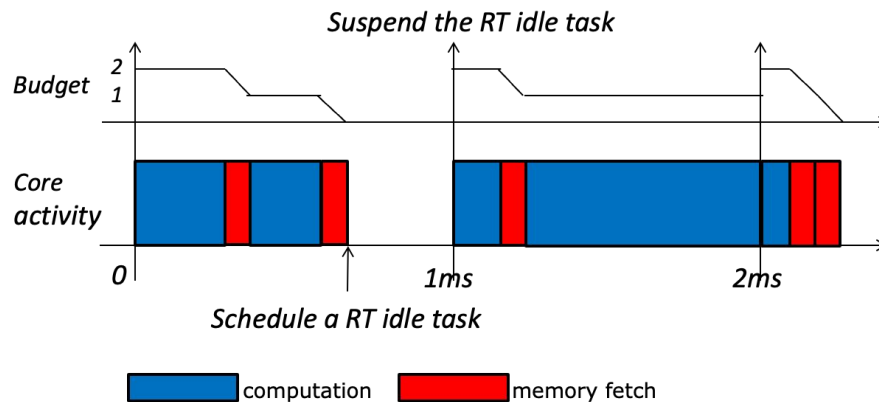 Suspend the RT idle task
2
Budget
1
Core
activity
0
1ms
2ms
Schedule a RT idle task
computation
memory fetch